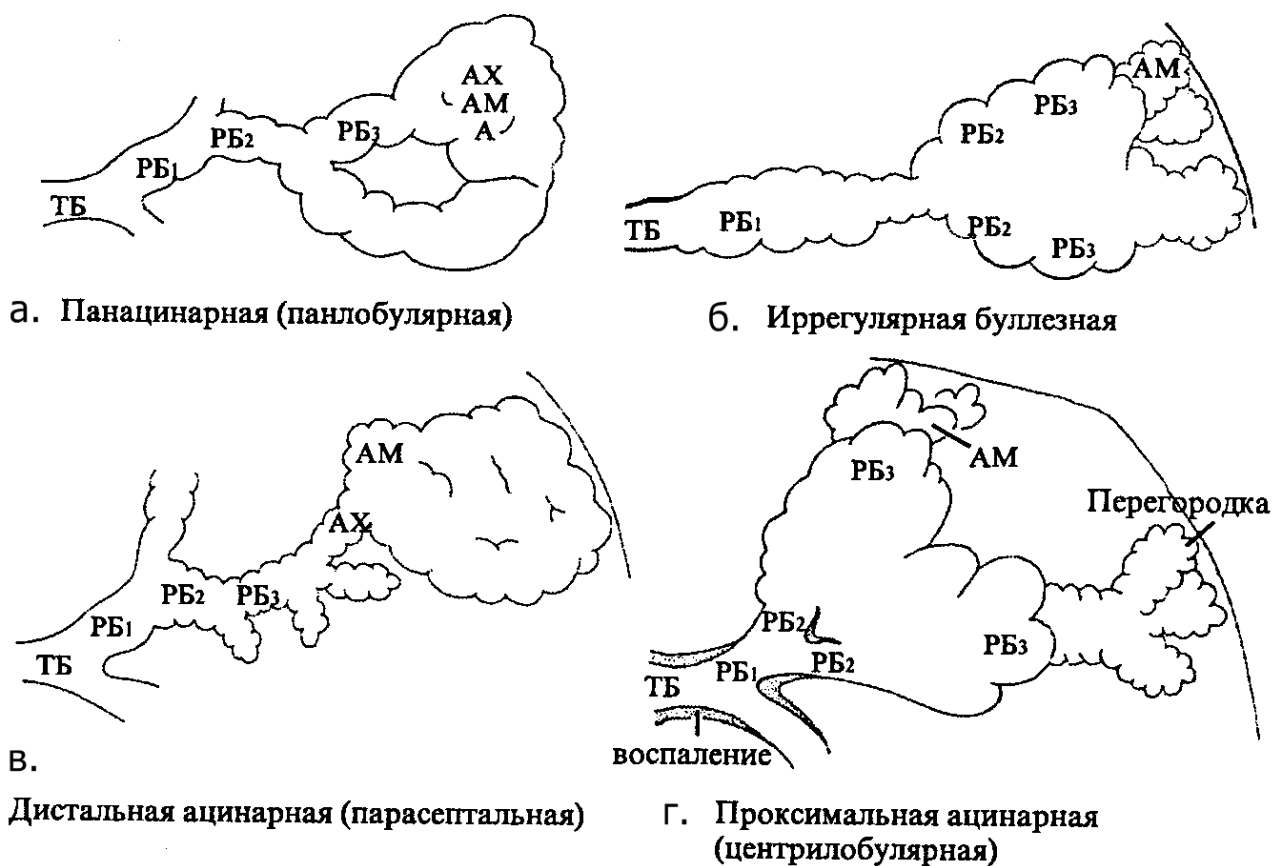 АХ
АМ
А
РБ3
РБ2
РБ1
ТБ
а. Панацинарная (панлобулярная)
АМ
РБ3
РБ2
РБ1
ТБ
РБ2
РБ3
б. Иррегулярная буллезная
АМ
АХ
РБ2
РБ3
РБ1
ТБ
в.
Дистальная ацинарная (парасептальная)
РБ3
АМ
Перегородка
РБ2
РБ3
РБ1
РБ2
ТБ
воспаление
г. Проксимальная ацинарная
(центрилобулярная)